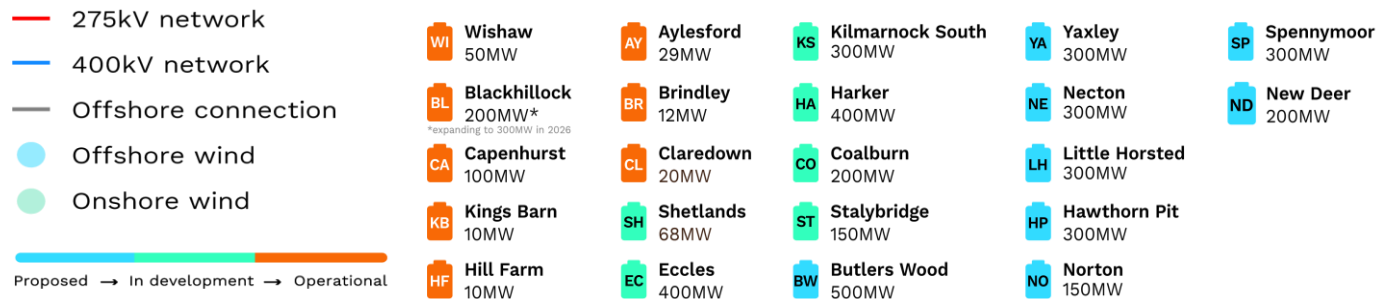 275kV network
400kV network
Offshore connection
Offshore wind
Onshore wind
Proposed → In development → Operational
WI Wishaw
50MW
BL Blackhillock
200MW*
*expanding to 300MW in 2026
CA Capenhurst
100MW
KB Kings Barn
10MW
HF Hill Farm
10MW
AY Aylesford
29MW
BR Brindley
12MW
CL Claredown
20MW
SH Shetlands
68MW
EC Eccles
400MW
KS Kilmarnock South
300MW
HA Harker
400MW
CO Coalburn
200MW
ST Stalybridge
150MW
BW Butlers Wood
500MW
YA Yaxley
300MW
NE Necton
300MW
LH Little Horsted
300MW
HP Hawthorn Pit
300MW
NO Norton
150MW
SP Spennymoor
300MW
ND New Deer
200MW